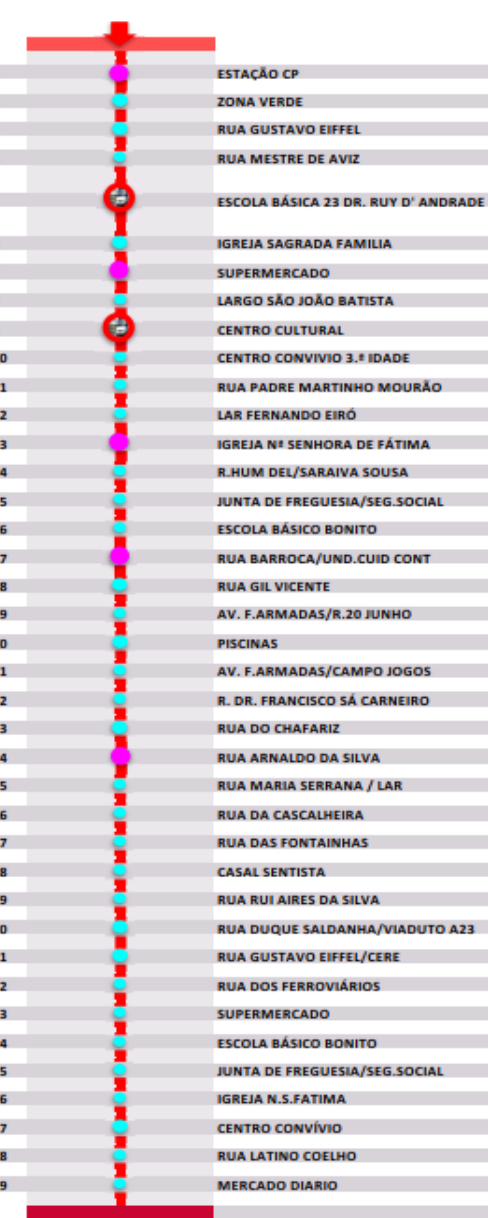 ESTAÇÃO CP
ZONA VERDE
RUA GUSTAVO EIFFEL
RUA MESTRE DE AVIZ
ESCOLA BÁSICA 23 DR. RUY D' ANDRADE
IGREJA SAGRADA FAMILIA
SUPERMERCADO
LARGO SÃO JOÃO BATISTA
CENTRO CULTURAL
0 CENTRO CONVIVIO 3.ª IDADE
1 RUA PADRE MARTINHO MOURÃO
2 LAR FERNANDO EIRÓ
3 IGREJA Nª SENHORA DE FÁTIMA
4 R.HUM DEL/SARAIVA SOUSA
5 JUNTA DE FREGUESIA/SEG.SOCIAL
6 ESCOLA BÁSICO BONITO
7 RUA BARROCA/UND.CUID CONT
8 RUA GIL VICENTE
9 AV. F.ARMADAS/R.20 JUNHO
0 PISCINAS
1 AV. F.ARMADAS/CAMPO JOGOS
2 R. DR. FRANCISCO SÁ CARNEIRO
3 RUA DO CHAFARIZ
4 RUA ARNALDO DA SILVA
5 RUA MARIA SERRANA / LAR
6 RUA DA CASCALHEIRA
7 RUA DAS FONTAINHAS
8 CASAL SENTISTA
9 RUA RUI AIRES DA SILVA
0 RUA DUQUE SALDANHA/VIADUTO A23
1 RUA GUSTAVO EIFFEL/CERE
2 RUA DOS FERROVIÁRIOS
3 SUPERMERCADO
4 ESCOLA BÁSICO BONITO
5 JUNTA DE FREGUESIA/SEG.SOCIAL
6 IGREJA N.S.FATIMA
7 CENTRO CONVÍVIO
8 RUA LATINO COELHO
9 MERCADO DIARIO